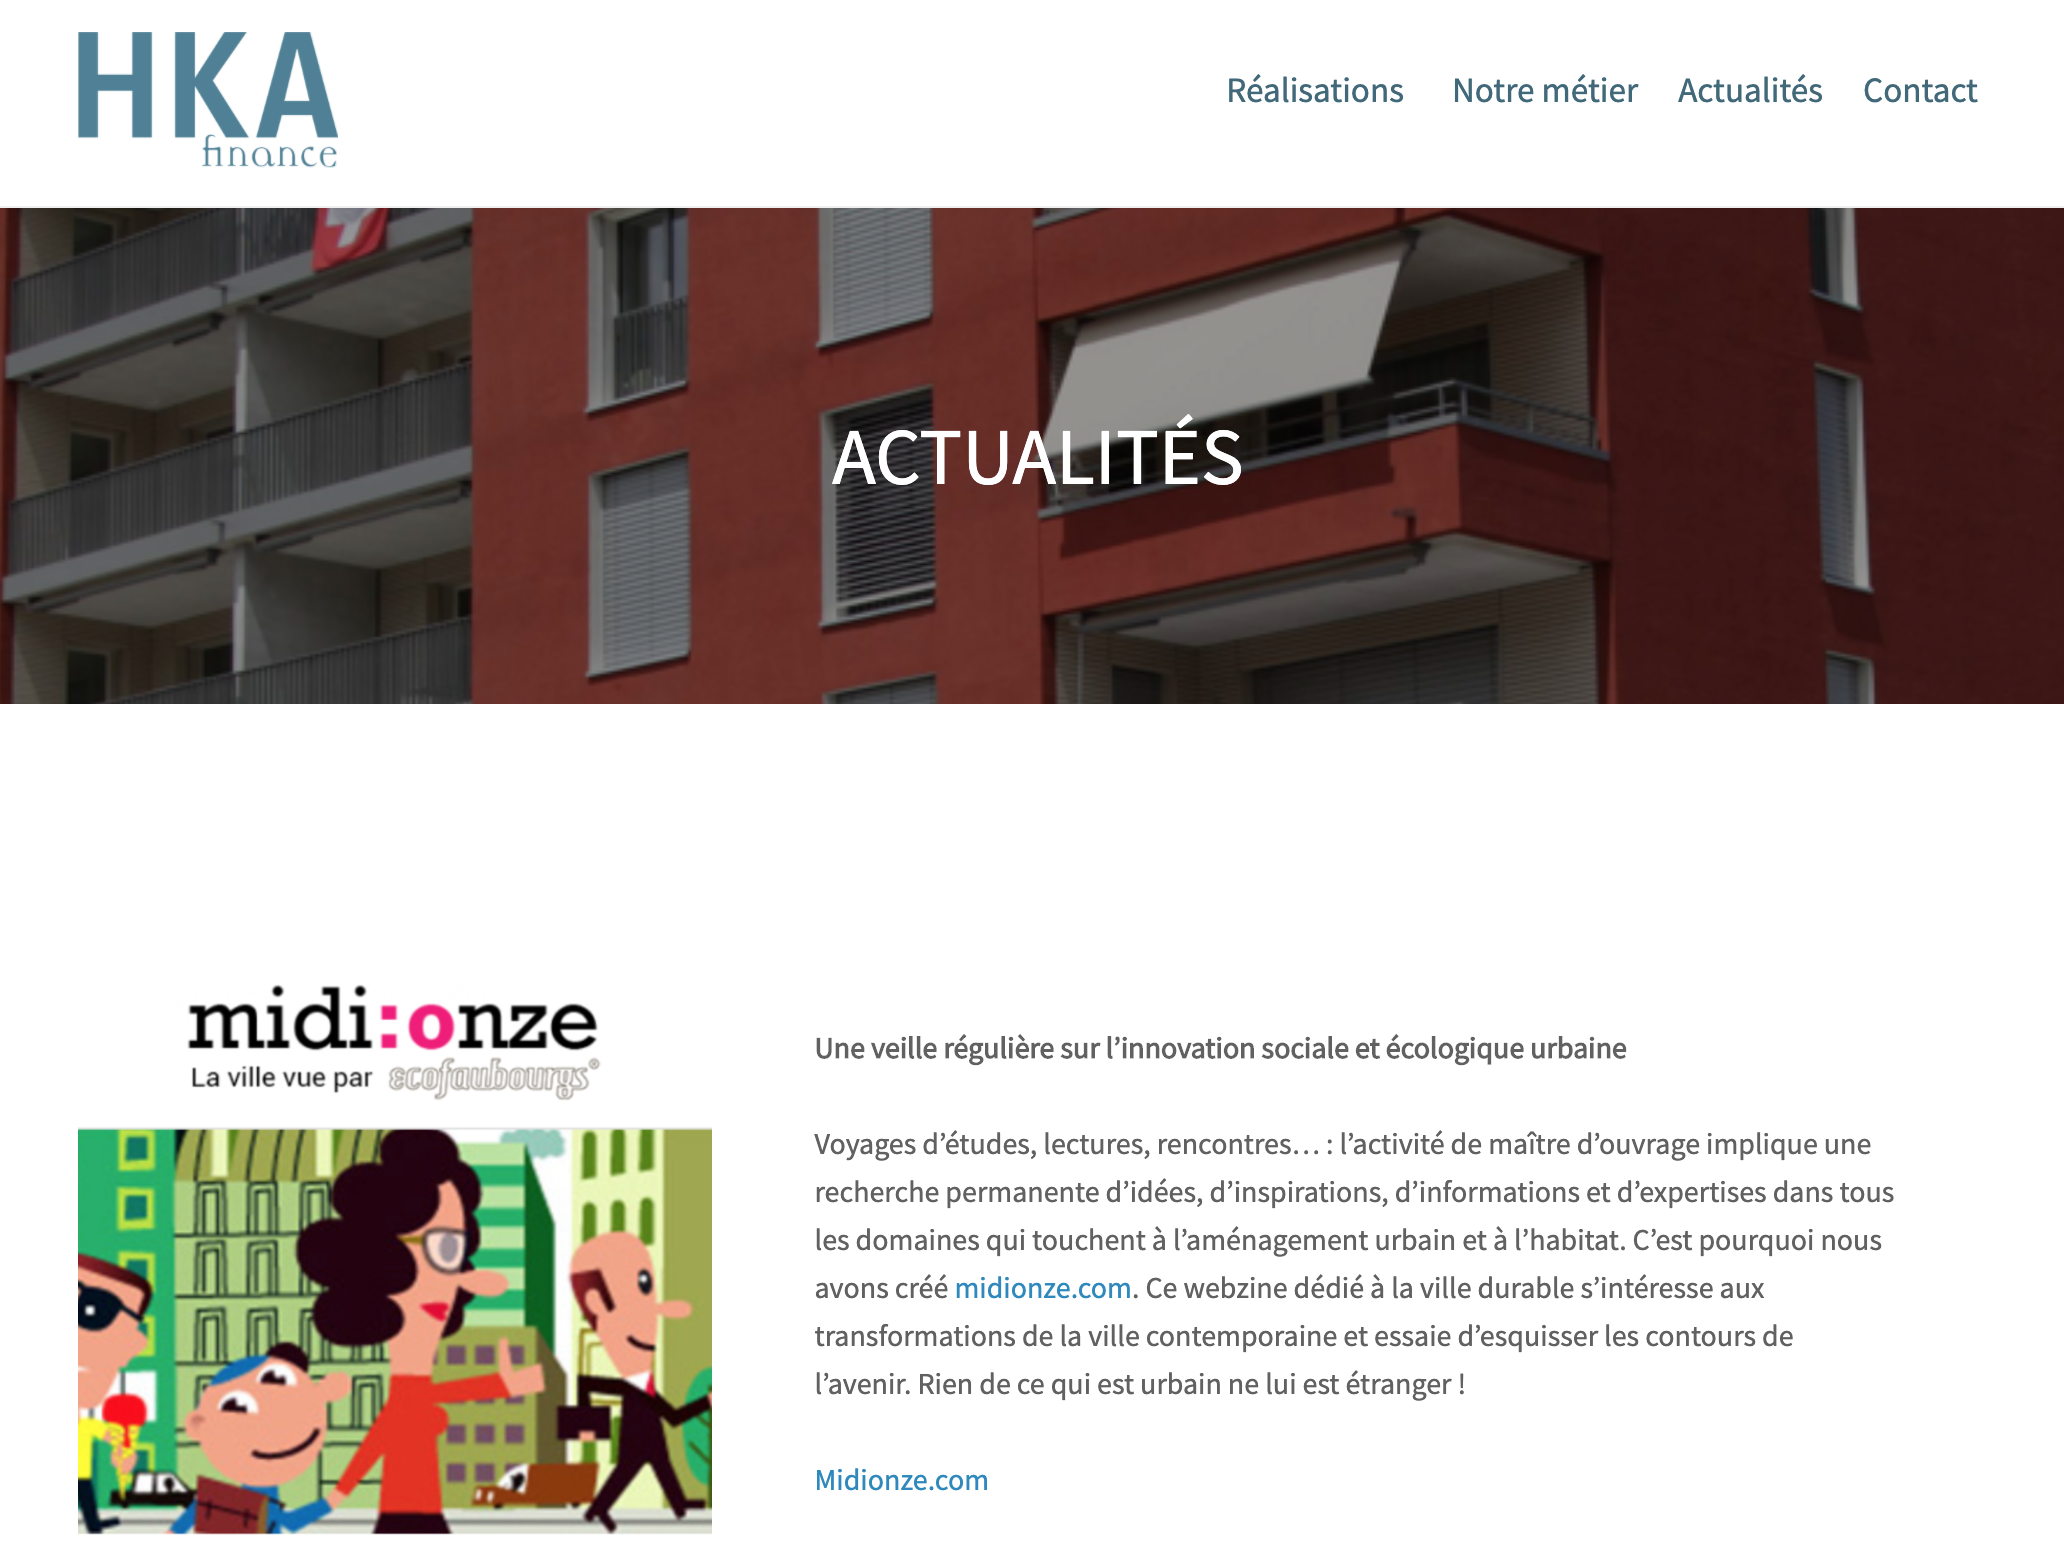 HKA
finance
Réalisations
Notre métier
Actualités
Contact
ACTUALITÉS
midi:onze
La ville vue par ecofaubourgs®
Une veille régulière sur l’innovation sociale et écologique urbaine
Voyages d’études, lectures, rencontres… : l’activité de maître d’ouvrage implique une
recherche permanente d’idées, d’inspirations, d’informations et d’expertises dans tous
les domaines qui touchent à l’aménagement urbain et à l’habitat. C’est pourquoi nous
avons créé midionze.com. Ce webzine dédié à la ville durable s’intéresse aux
transformations de la ville contemporaine et essaie d’esquisser les contours de
l’avenir. Rien de ce qui est urbain ne lui est étranger !
Midionze.com